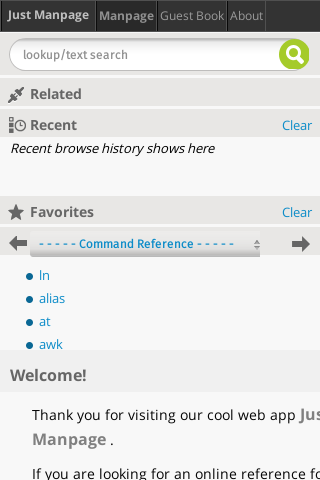 Just Manpage Manpage Guest Book About
lookup/text search
Related
Recent Clear
Recent browse history shows here
Favorites Clear
- - - - - Command Reference - - - - -
ln
alias
at
awk
Welcome!
Thank you for visiting our cool web app Jus
Manpage .
If you are looking for an online reference fo